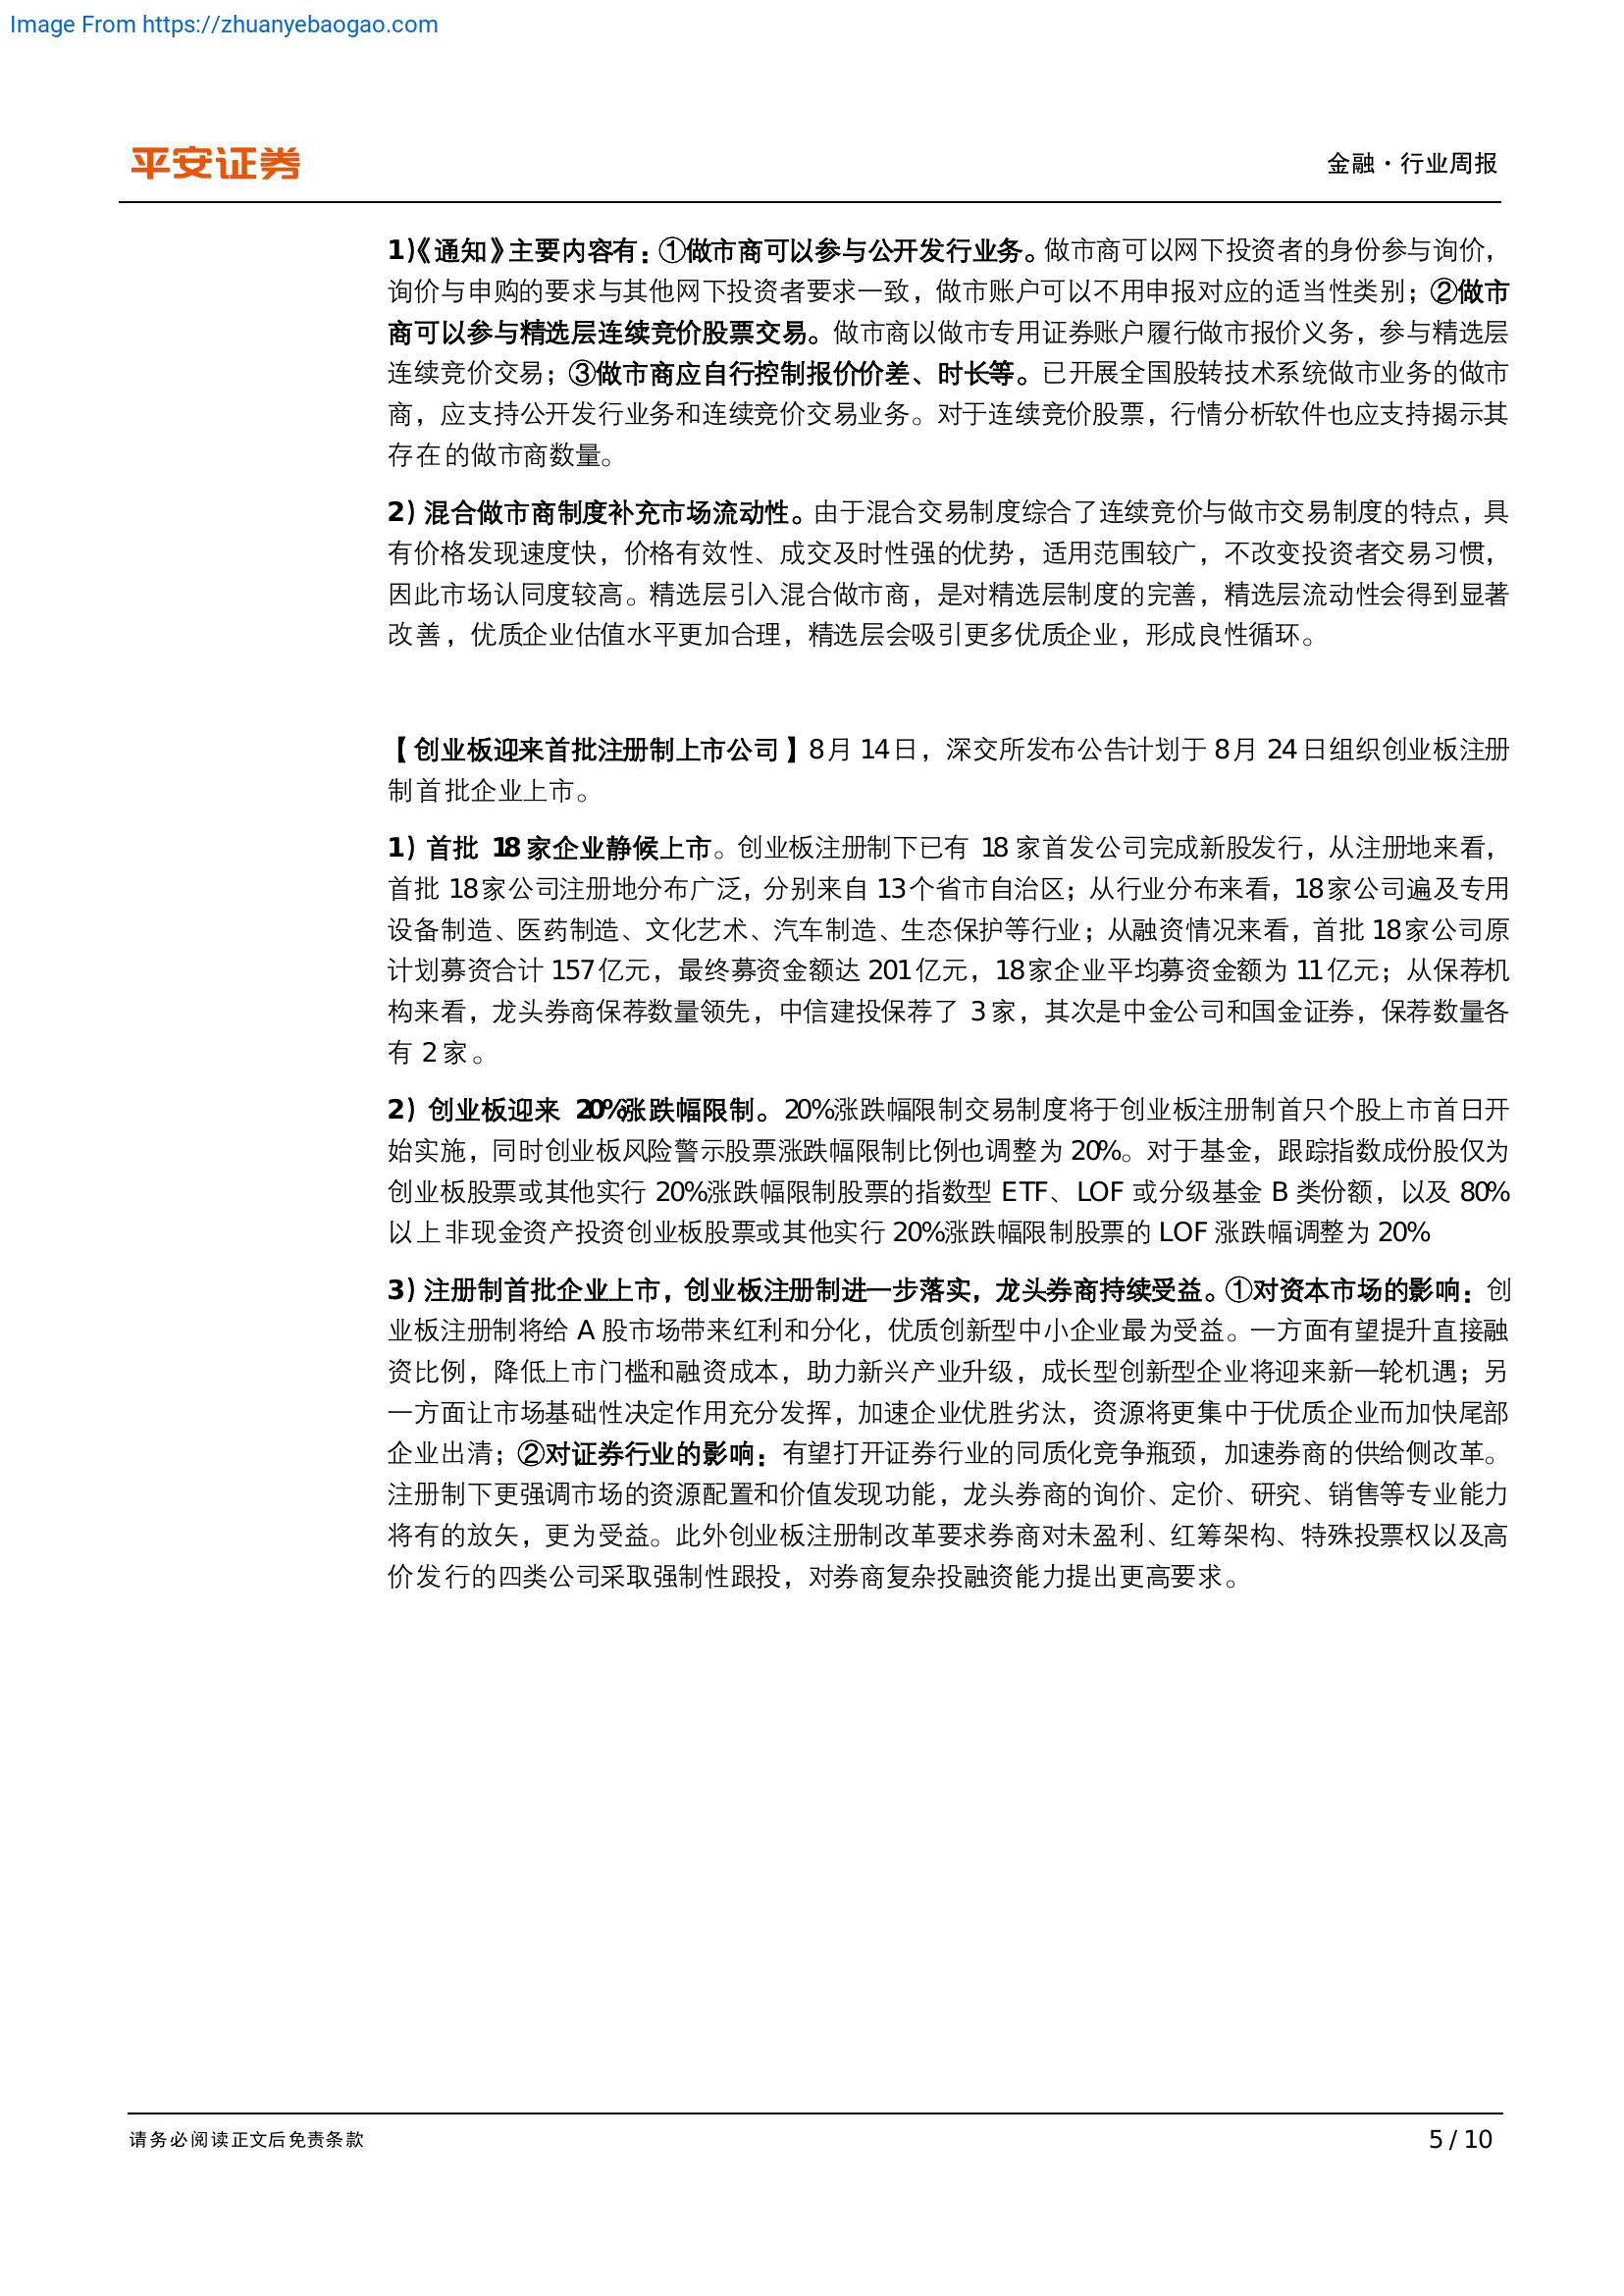 Image From https://zhuanyebaogao.com
平安证券
金融·行业周报
1)《通知》主要内容有：①做市商可以参与公开发行业务。做市商可以网下投资者的身份参与询价，
询价与申购的要求与其他网下投资者要求一致，做市账户可以不用申报对应的适当性类别；②做市
商可以参与精选层连续竞价股票交易。做市商以做市专用证券账户履行做市报价义务，参与精选层
连续竞价交易；③做市商应自行控制报价价差、时长等。已开展全国股转技术系统做市业务的做市
商，应支持公开发行业务和连续竞价交易业务。对于连续竞价股票，行情分析软件也应支持揭示其
存在的做市商数量。
2) 混合做市商制度补充市场流动性。由于混合交易制度综合了连续竞价与做市交易制度的特点，具
有价格发现速度快，价格有效性、成交及时性强的优势，适用范围较广，不改变投资者交易习惯，
因此市场认同度较高。精选层引入混合做市商，是对精选层制度的完善，精选层流动性会得到显著
改善，优质企业估值水平更加合理，精选层会吸引更多优质企业，形成良性循环。
【创业板迎来首批注册制上市公司】8月 14日，深交所发布公告计划于 8月 24日组织创业板注册
制首批企业上市。
1) 首批 18家企业静候上市。创业板注册制下已有 18 家首发公司完成新股发行，从注册地来看，
首批 18家公司注册地分布广泛，分别来自 13个省市自治区；从行业分布来看，18家公司遍及专用
设备制造、医药制造、文化艺术、汽车制造、生态保护等行业；从融资情况来看，首批 18家公司原
计划募资合计 157亿元，最终募资金额达 201亿元，18家企业平均募资金额为 11亿元；从保荐机
构来看，龙头券商保荐数量领先，中信建投保荐了 3家，其次是中金公司和国金证券，保荐数量各
有 2家。
2) 创业板迎来 20%涨跌幅限制。20%涨跌幅限制交易制度将于创业板注册制首只个股上市首日开
始实施，同时创业板风险警示股票涨跌幅限制比例也调整为 20%。对于基金，跟踪指数成份股仅为
创业板股票或其他实行 20%涨跌幅限制股票的指数型 ETF、LOF 或分级基金 B 类份额，以及 80%
以上非现金资产投资创业板股票或其他实行 20%涨跌幅限制股票的 LOF 涨跌幅调整为 20%
3) 注册制首批企业上市，创业板注册制进一步落实，龙头券商持续受益。①对资本市场的影响：创
业板注册制将给 A 股市场带来红利和分化，优质创新型中小企业最为受益。一方面有望提升直接融
资比例，降低上市门槛和融资成本，助力新兴产业升级，成长型创新型企业将迎来新一轮机遇；另
一方面让市场基础性决定作用充分发挥，加速企业优胜劣汰，资源将更集中于优质企业而加快尾部
企业出清；②对证券行业的影响：有望打开证券行业的同质化竞争瓶颈，加速券商的供给侧改革。
注册制下更强调市场的资源配置和价值发现功能，龙头券商的询价、定价、研究、销售等专业能力
将有的放矢，更为受益。此外创业板注册制改革要求券商对未盈利、红筹架构、特殊投票权以及高
价发行的四类公司采取强制性跟投，对券商复杂投融资能力提出更高要求。
请务必阅读正文后免责条款
5 / 10